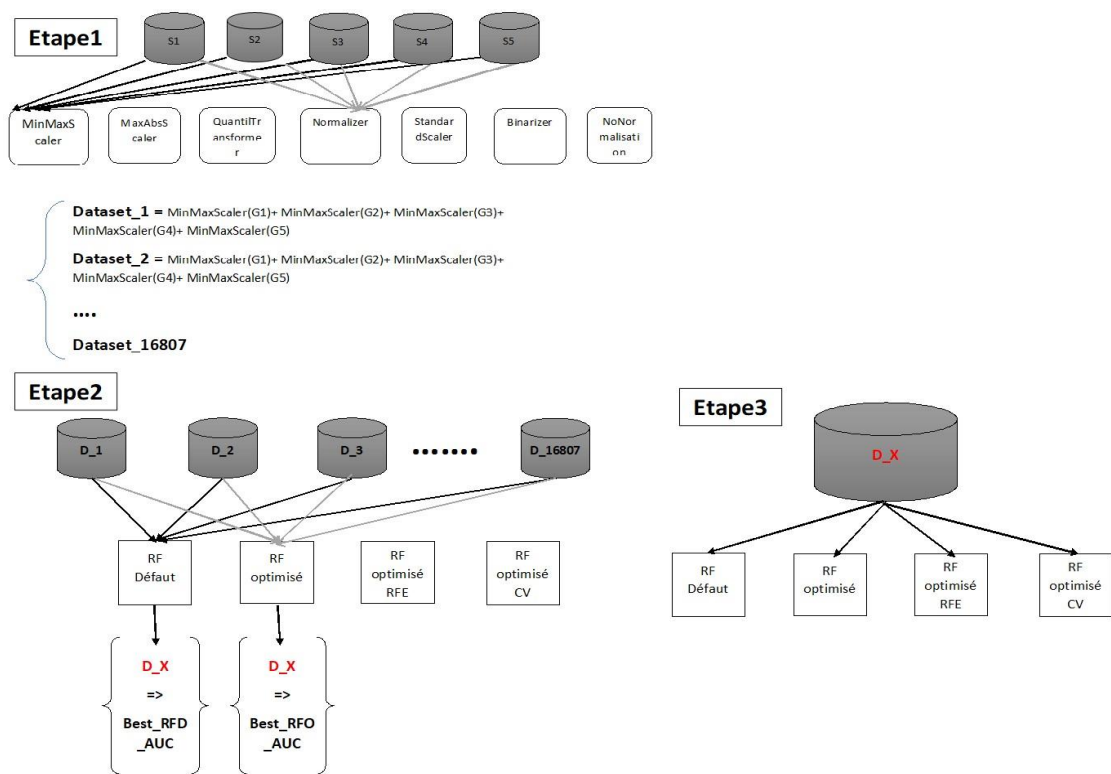 Etape1
S1
S2
S3
S4
S5
MinMaxS
caler
MaxAbsS
caler
QuantilTr
ansforme
r
Normalizer
Standar
dScaler
Binarizer
NoNor
malisati
on
Dataset_1 = MinMaxScaler(G1)+ MinMaxScaler(G2)+ MinMaxScaler(G3)+
MinMaxScaler(G4)+ MinMaxScaler(G5)
Dataset_2 = MinMaxScaler(G1)+ MinMaxScaler(G2)+ MinMaxScaler(G3)+
MinMaxScaler(G4)+ MinMaxScaler(G5)
....
Dataset_16807
Etape2
D_1
D_2
D_3
.......
D_16807
RF
Défaut
RF
optimisé
RF
optimisé
RFE
RF
optimisé
CV
D_X
=>
Best_RFD
_AUC
D_X
=>
Best_RFO
_AUC
Etape3
D_X
RF
Défaut
RF
optimisé
RF
optimisé
RFE
RF
optimisé
CV